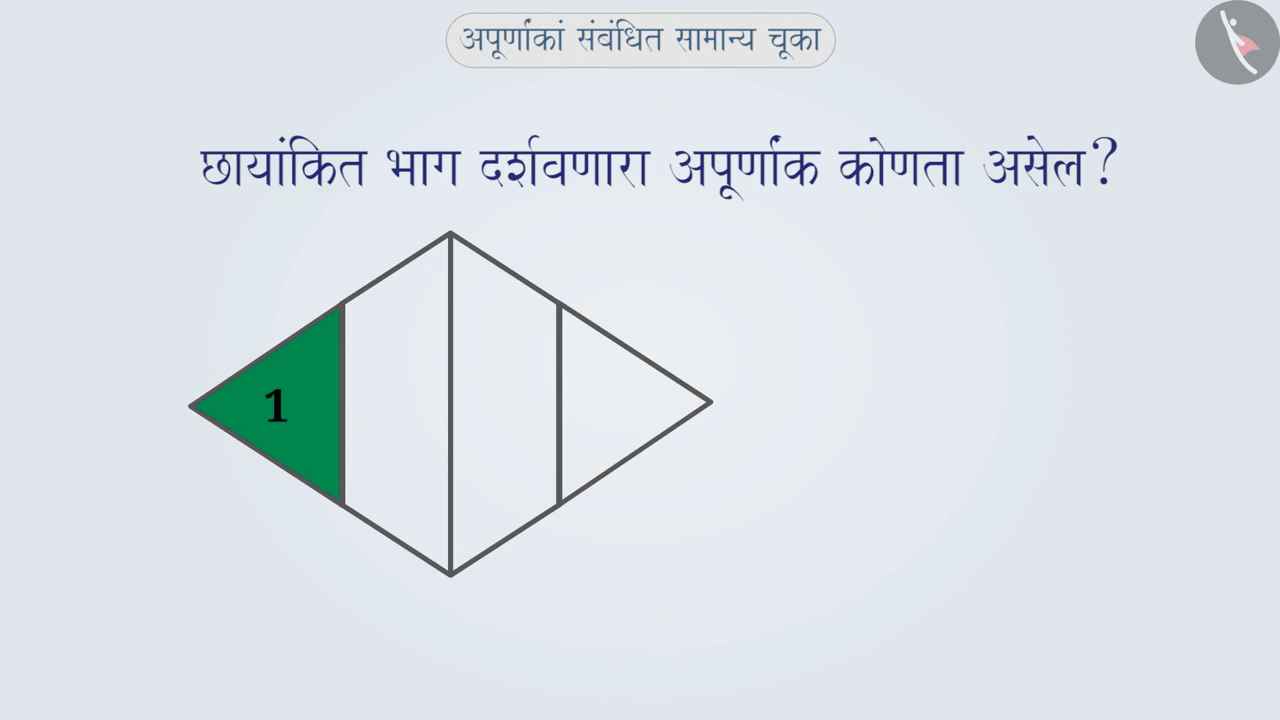 अपूर्णांकां संबंधित सामान्य चूका
छायांकित भाग दर्शवणारा अपूर्णांक कोणता असेल?
1